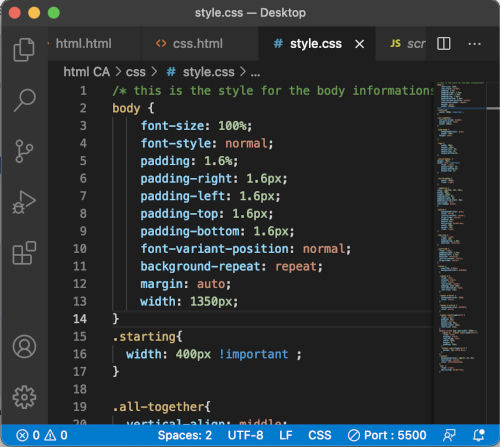 style.css — Desktop
html.html
css.html
# style.css
JS scr
html CA > css > # style.css > ...
1 /* this is the style for the body informations
2 body {
3 font-size: 100%;
4 font-style: normal;
5 padding: 1.6%;
6 padding-right: 1.6px;
7 padding-left: 1.6px;
8 padding-top: 1.6px;
9 padding-bottom: 1.6px;
10 font-variant-position: normal;
11 background-repeat: repeat;
12 margin: auto;
13 width: 1350px;
14 }
15 .starting{
16 width: 400px !important ;
17 }
18
19 .all-together{
20 vertical-align: middle;
0 0 Spaces: 2 UTF-8 LF CSS Port : 5500